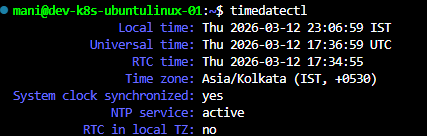 mani@dev-k8s-ubuntulinux-01:~$ timedatectl
Local time: Thu 2026-03-12 23:06:59 IST
Universal time: Thu 2026-03-12 17:36:59 UTC
RTC time: Thu 2026-03-12 17:34:55
Time zone: Asia/Kolkata (IST, +0530)
System clock synchronized: yes
NTP service: active
RTC in local TZ: no